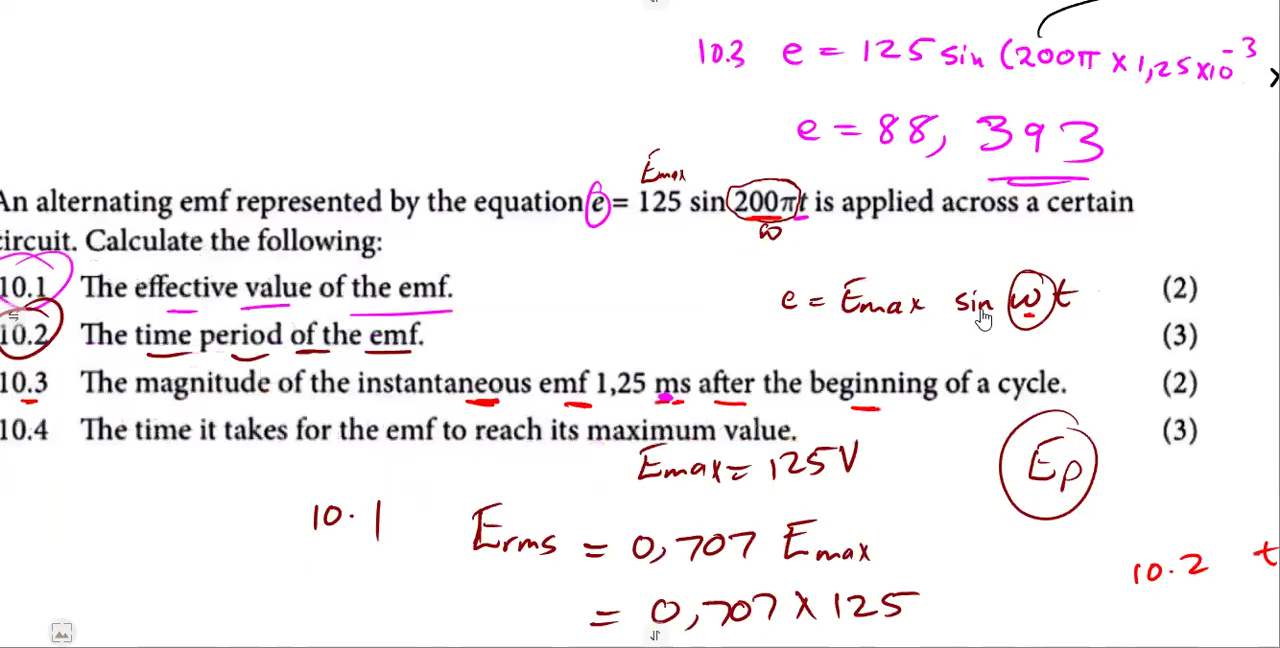 10.3 e = 125 sin (200π × 1,25×10⁻³
e = 88, 393
Emax
An alternating emf represented by the equation e = 125 sin 200πt is applied across a certain
circuit. Calculate the following:
ω
10.1 The effective value of the emf. (2)
e = Emax sin ωt
10.2 The time period of the emf. (3)
10.3 The magnitude of the instantaneous emf 1,25 ms after the beginning of a cycle. (2)
10.4 The time it takes for the emf to reach its maximum value. (3)
Emax = 125V
Ep
10.1 Erms = 0,707 Emax
10.2 t
= 0,707 × 125